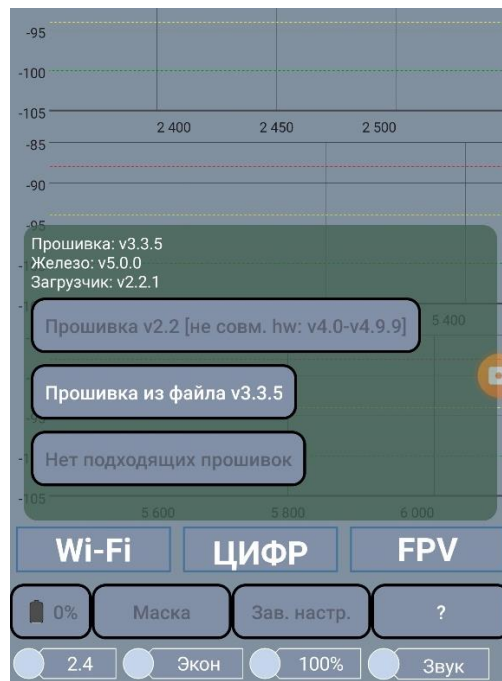 -95
-100
-105
2 400 2 450 2 500
-85
-90
-95
Прошивка: v3.3.5
Железо: v5.0.0
Загрузчик: v2.2.1
Прошивка v2.2 [не совм. hw: v4.0-v4.9.9]
5 400
Прошивка из файла v3.3.5
-95
Нет подходящих прошивок
-105
5 600 5 800 6 000
Wi-Fi ЦИФР FPV
0% Маска Зав. настр. ?
2.4 Экон 100% Звук